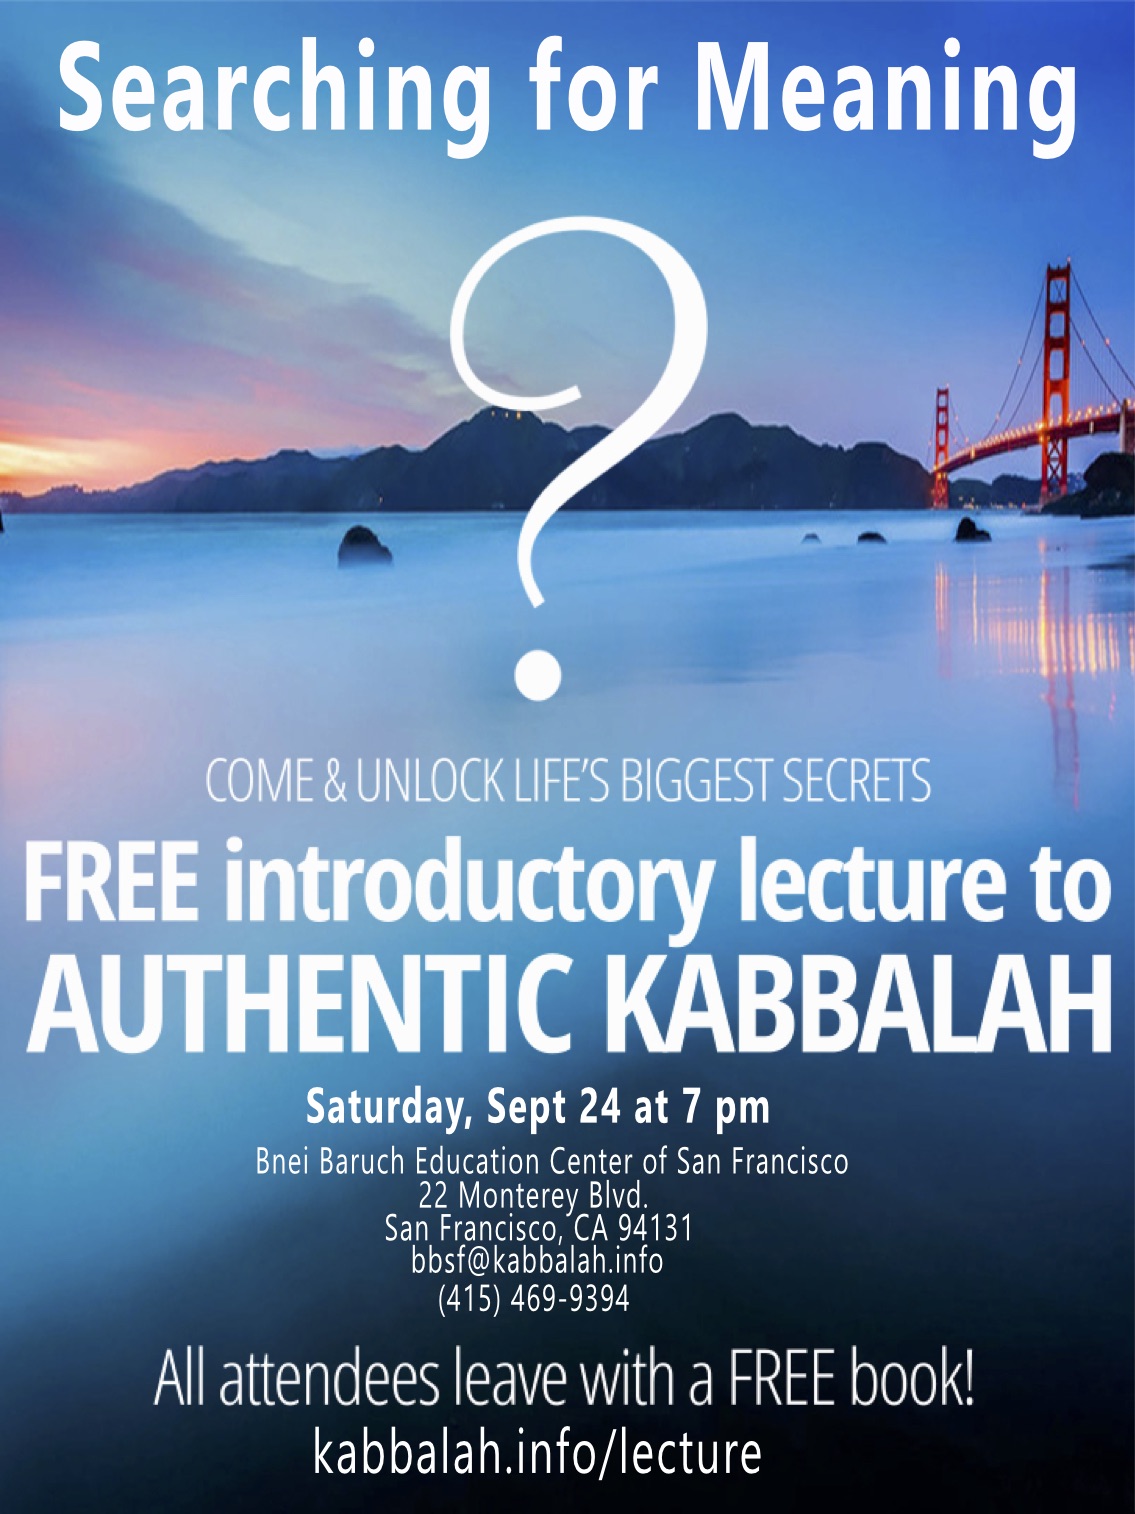 Searching for Meaning
?
COME & UNLOCK LIFE'S BIGGEST SECRETS
FREE introductory lecture to
AUTHENTIC KABBALAH
Saturday, Sept 24 at 7 pm
Bnei Baruch Education Center of San Francisco
22 Monterey Blvd.
San Francisco, CA 94131
bbsf@kabbalah.info
(415) 469-9394
All attendees leave with a FREE book!
kabbalah.info/lecture